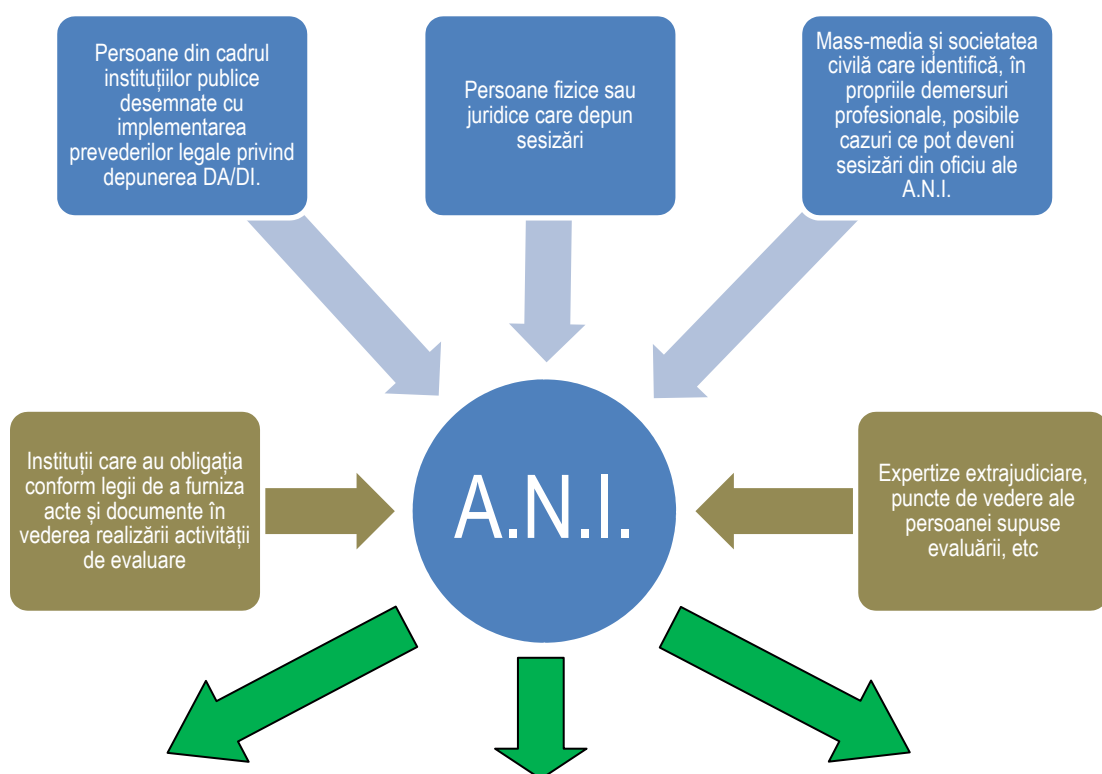 Persoane din cadrul
instituțiilor publice
desemnate cu
implementarea
prevederilor legale privind
depunerea DA/DI.
Persoane fizice sau
juridice care depun
sesizări
Mass-media și societatea
civilă care identifică, în
propriile demersuri
profesionale, posibile
cazuri ce pot deveni
sesizări din oficiu ale
A.N.I.
Instituții care au obligația
conform legii de a furniza
acte și documente în
vederea realizării activității
de evaluare
A.N.I.
Expertize extrajudiciare,
puncte de vedere ale
persoanei supuse
evaluării, etc